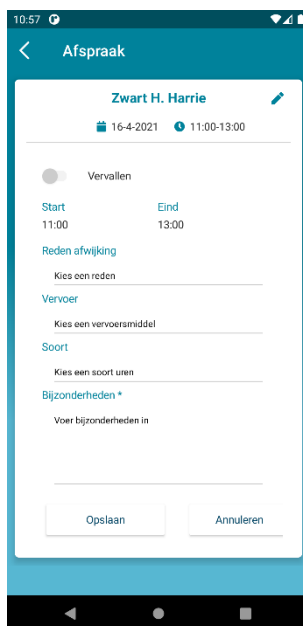 10:57
Afspraak
Zwart H. Harrie
16-4-2021 11:00-13:00
Vervallen
Start Eind
11:00 13:00
Reden afwijking
Kies een reden
Vervoer
Kies een vervoersmiddel
Soort
Kies een soort uren
Bijzonderheden *
Voer bijzonderheden in
Opslaan Annuleren